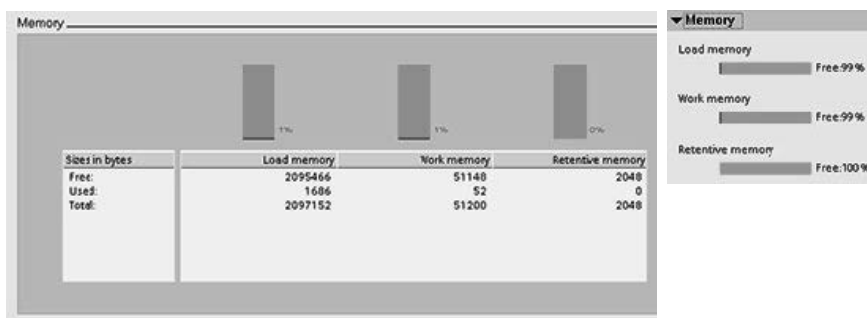 Memory
1% 1% 0%
Sizes in bytes Load memory Work memory Retentive memory
Free: 2095466 51148 2048
Used: 1686 52 0
Total: 2097152 51200 2048
Memory
Load memory
Free:99%
Work memory
Free:99%
Retentive memory
Free:100%